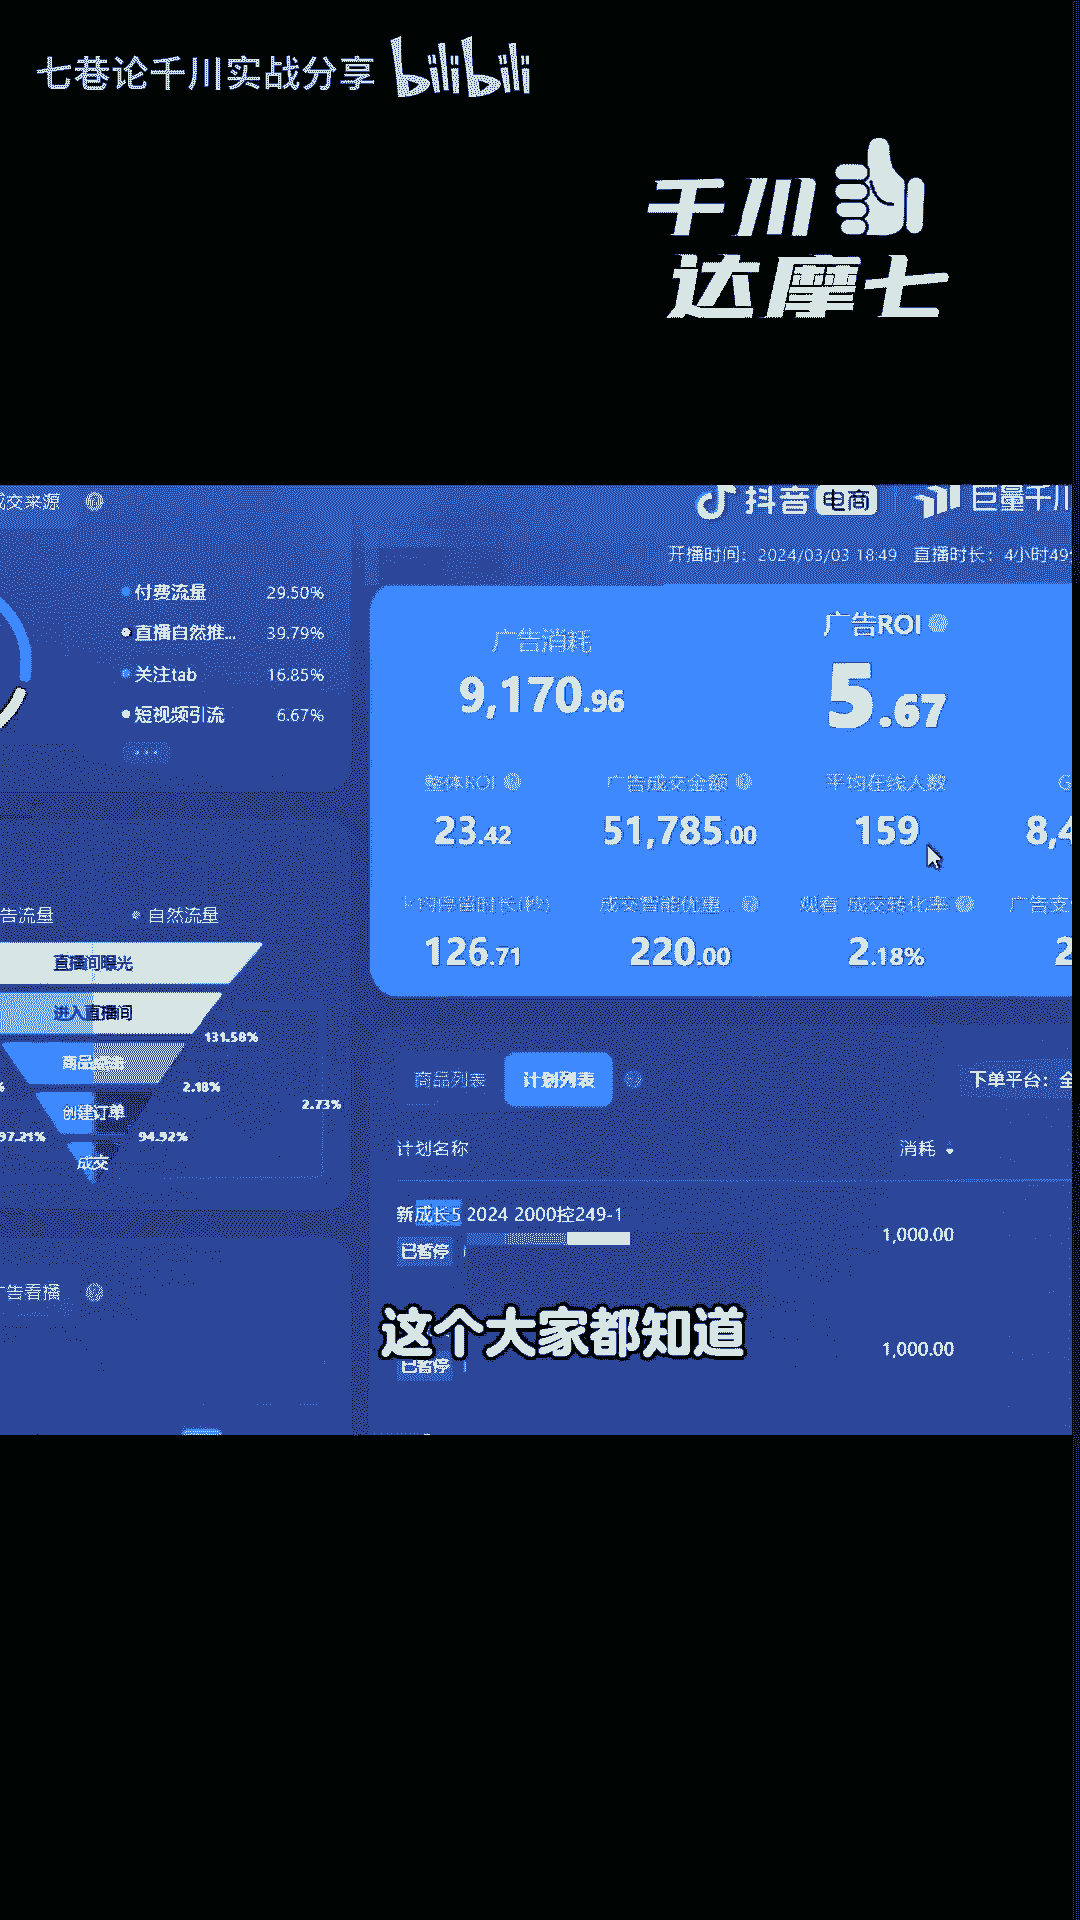 七巷论千川实战分享 bilibili
千川
达摩七
成交来源
抖音电商 巨量千川
开播时间：2024/03/03 18:49 直播时长：4小时49
付费流量 29.50%
直播自然推... 39.79%
关注tab 16.85%
短视频引流 6.67%
...
广告消耗
9,170.96
广告ROI
5.67
整体ROI
23.42
广告成交金额
51,785.00
平均在线人数
159
G
8,4
均停留时长(秒)
126.71
成交智能优惠...
220.00
观看-成交转化率
2.18%
广告支
2
告流量 自然流量
直播间曝光
进入直播间
131.58%
商品点击
2.18%
2.73%
创建订单
97.21% 94.92%
成交
商品列表 计划列表
下单平台：全
计划名称 消耗
新成长5 2024 2000控249-1
已暂停
1,000.00
这个大家都知道
已暂停
1,000.00
广告看播